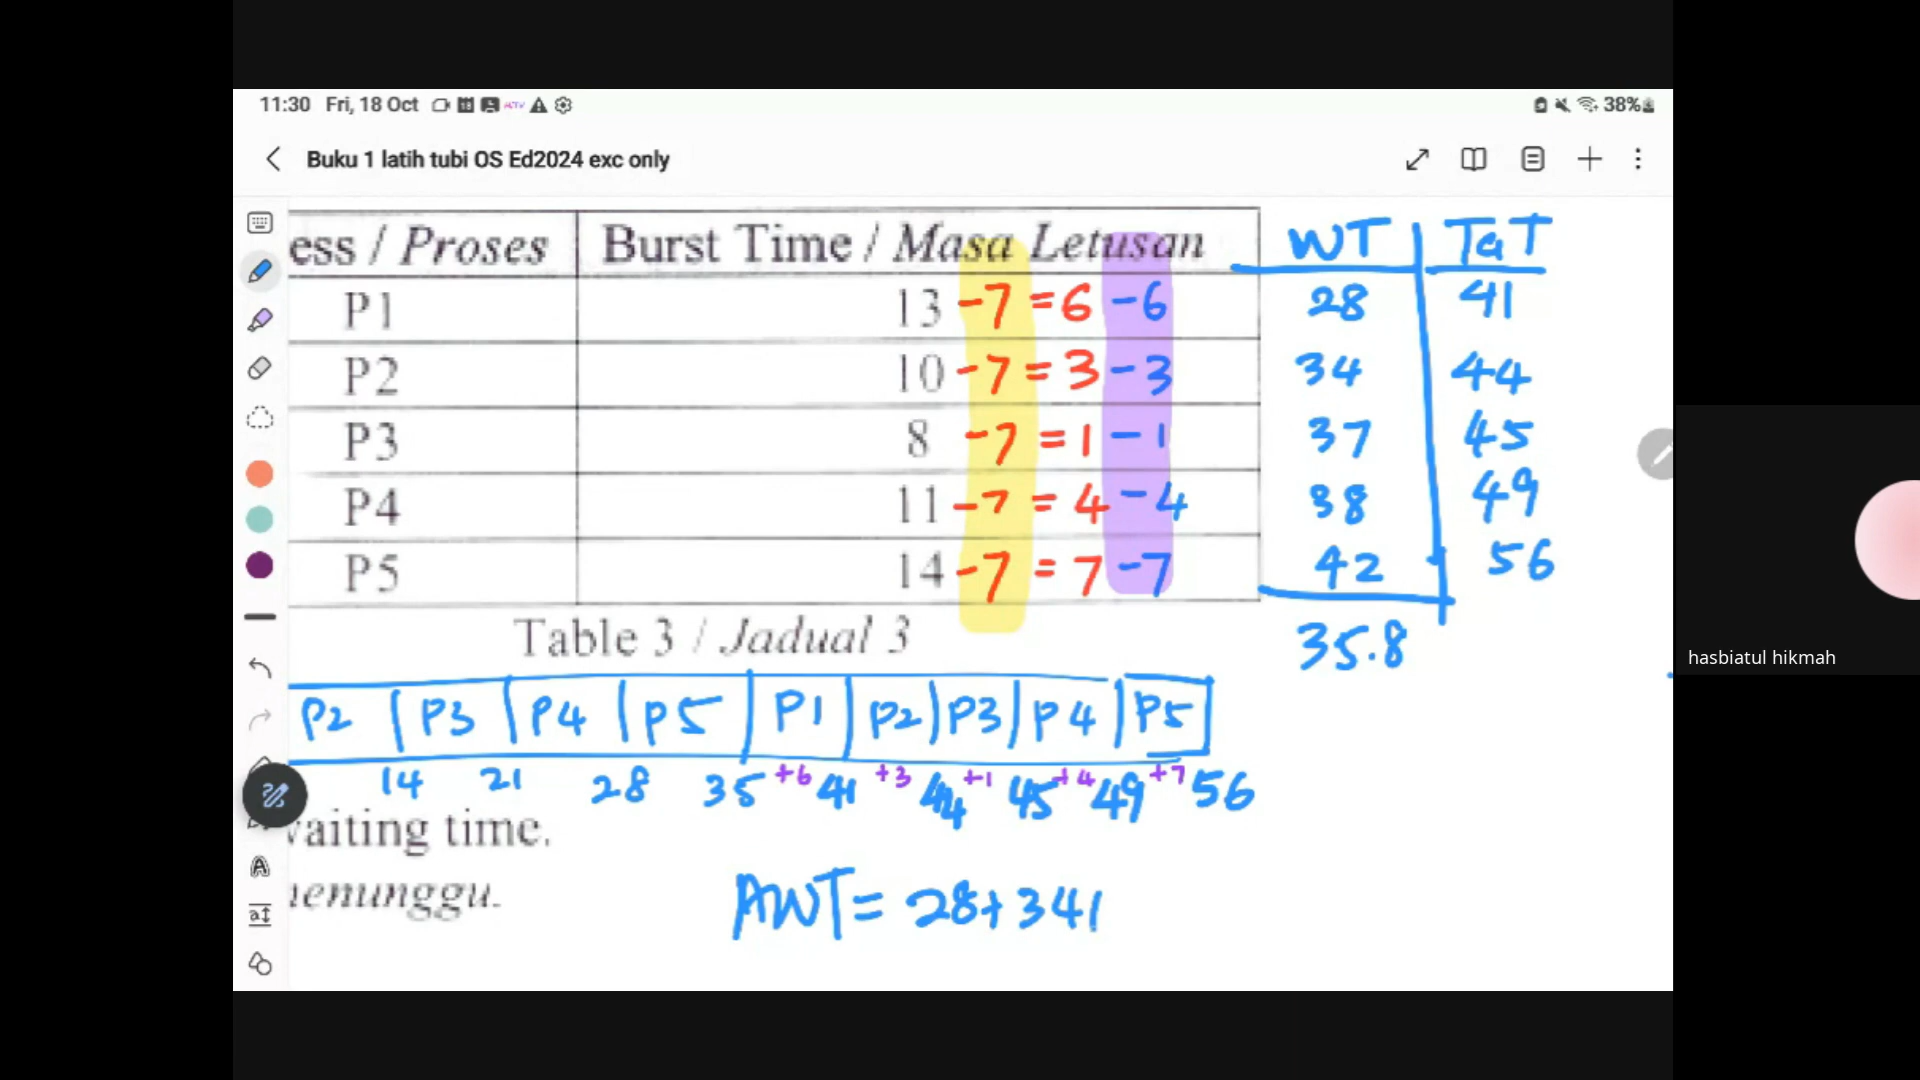 11:30 Fri, 18 Oct 38%
Buku 1 latih tubi OS Ed2024 exc only
ess / Proses Burst Time / Masa Letusan WT TaT
P1 13 -7 = 6 -6 28 41
P2 10 -7 = 3 -3 34 44
P3 8 -7 = 1 -1 37 45
P4 11 -7 = 4 -4 38 49
P5 14 -7 = 7 -7 42 56
Table 3 / Jadual 3 35.8
P2 P3 P4 P5 P1 P2 P3 P4 P5
14 21 28 35 +6 41 +3 44 +1 45 +4 49 +7 56
waiting time.
menunggu.
AWT = 28+341
hasbiatul hikmah